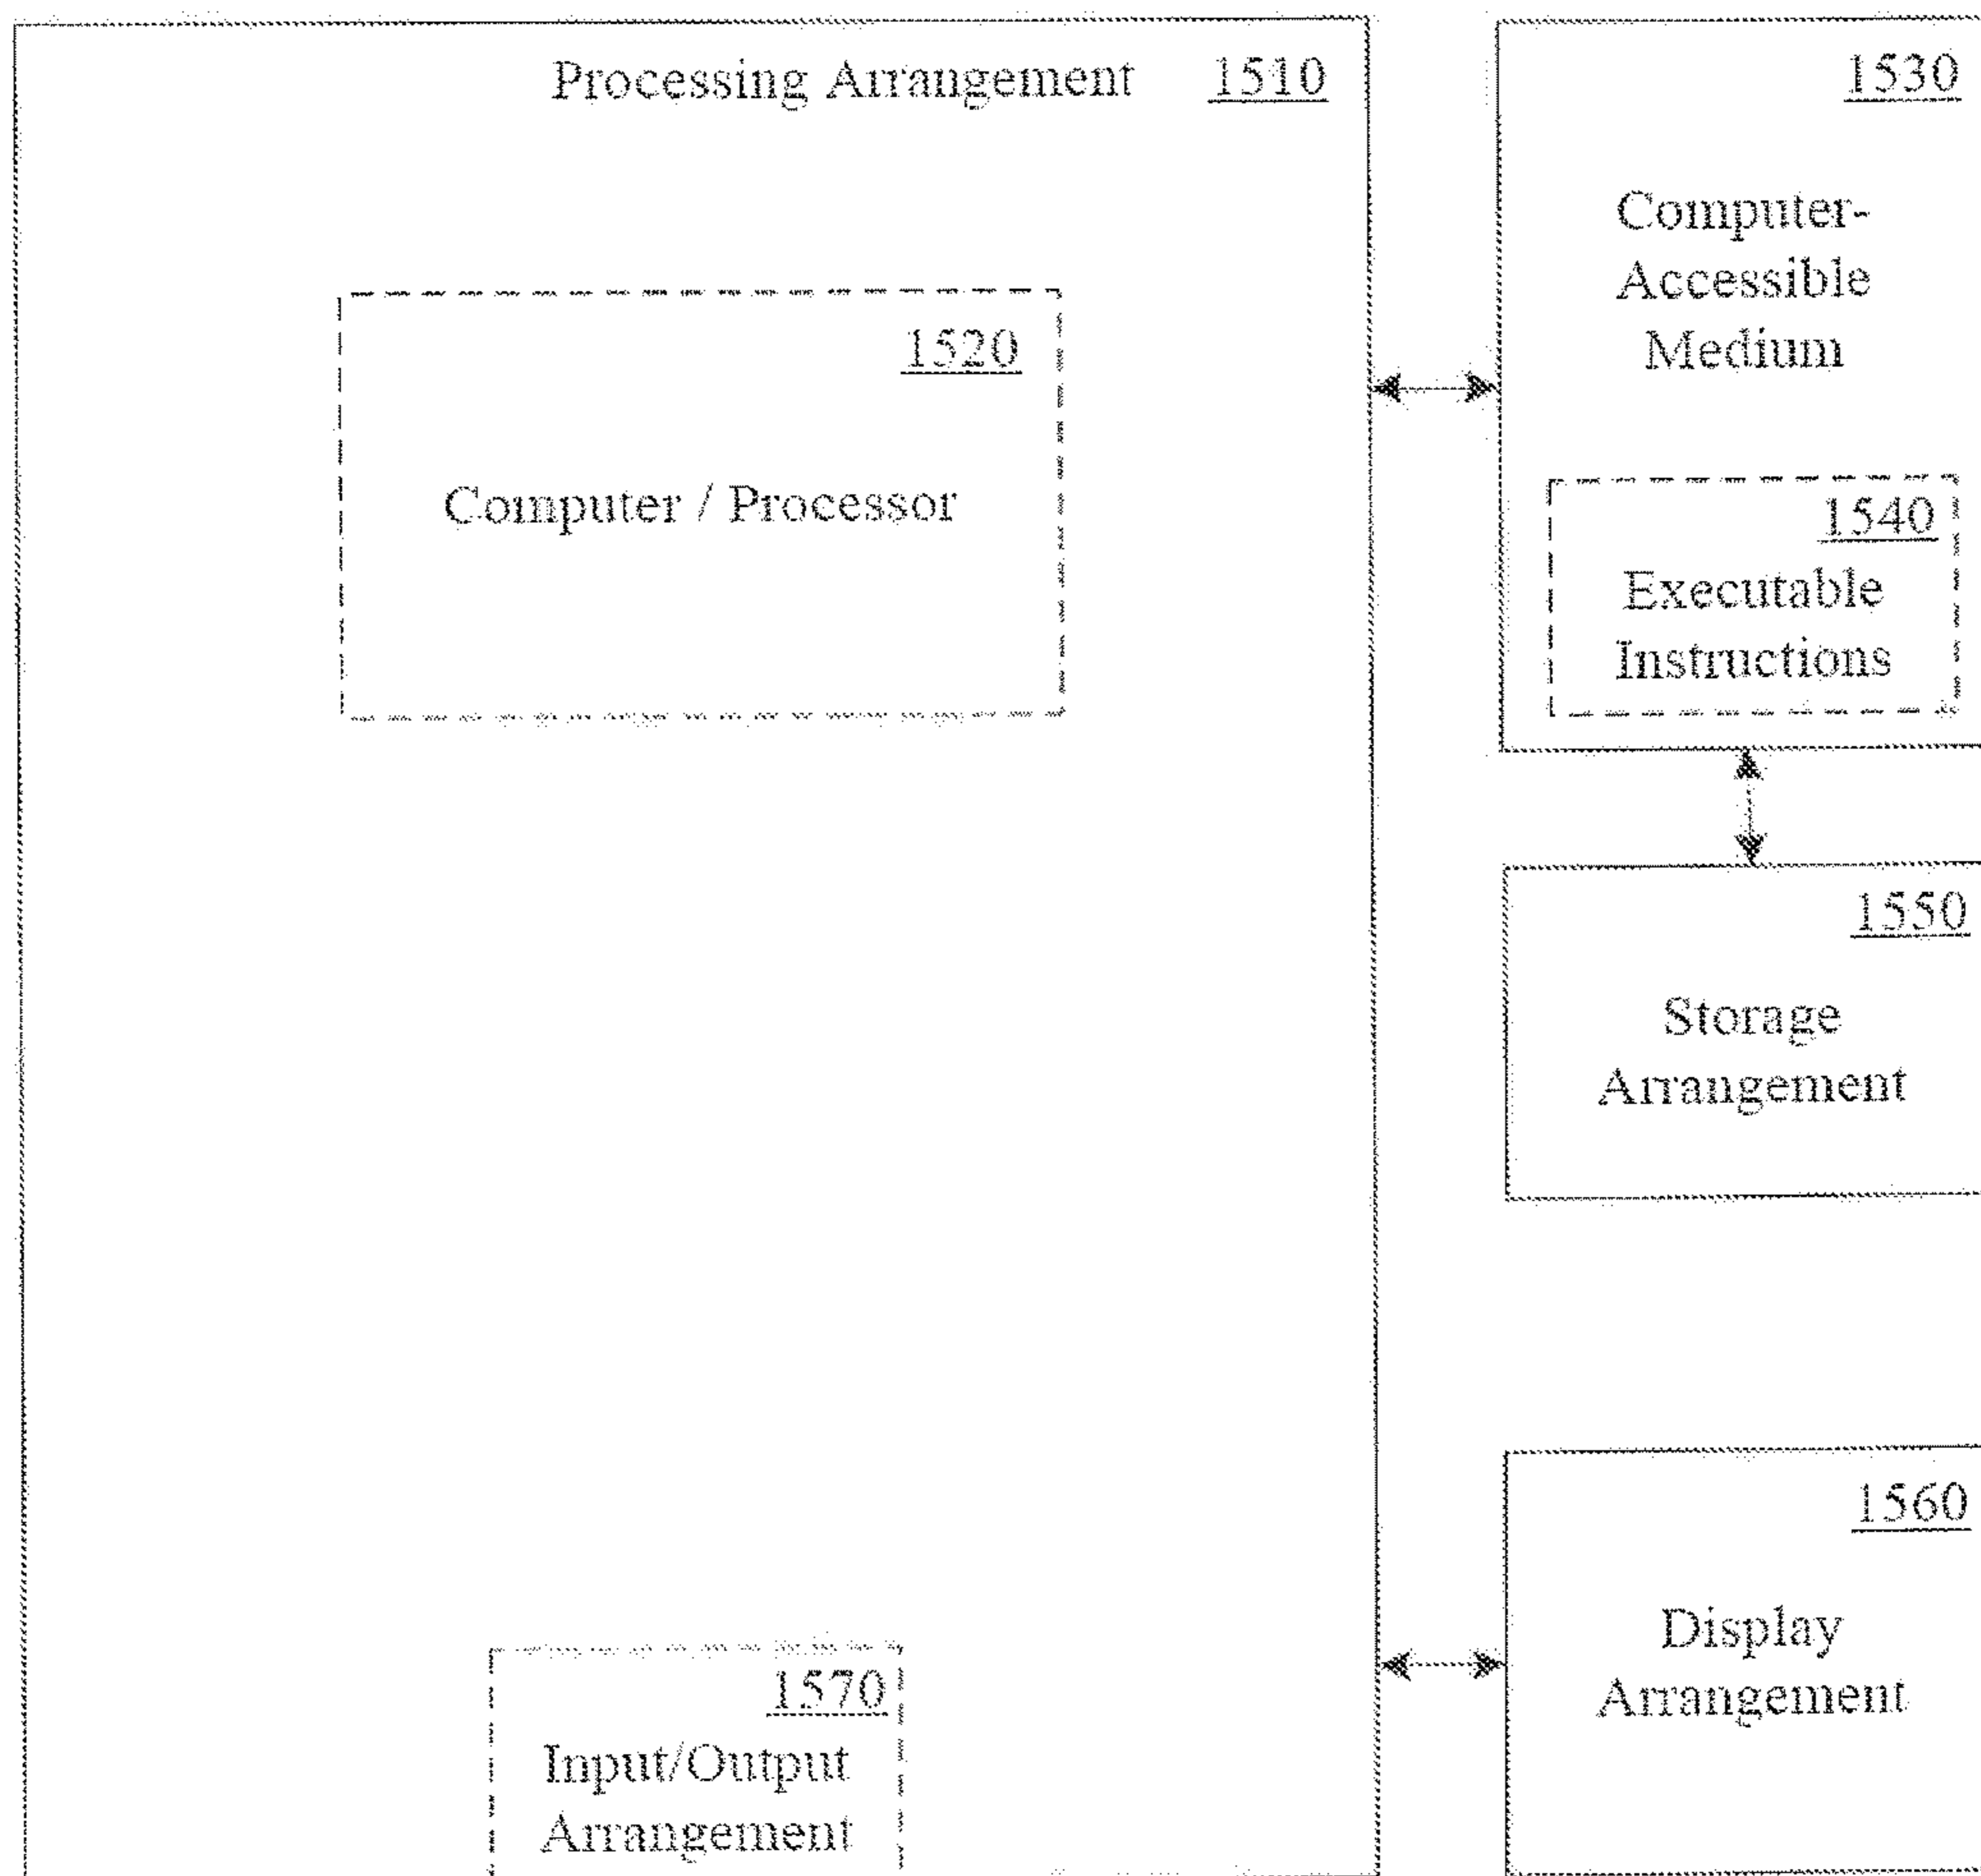 Processing Arrangement 1510
1520
Computer / Processor
1530
Computer-
Accessible
Medium
1540
Executable
Instructions
1550
Storage
Arrangement
1560
Display
Arrangement
1570
Input/Output
Arrangement